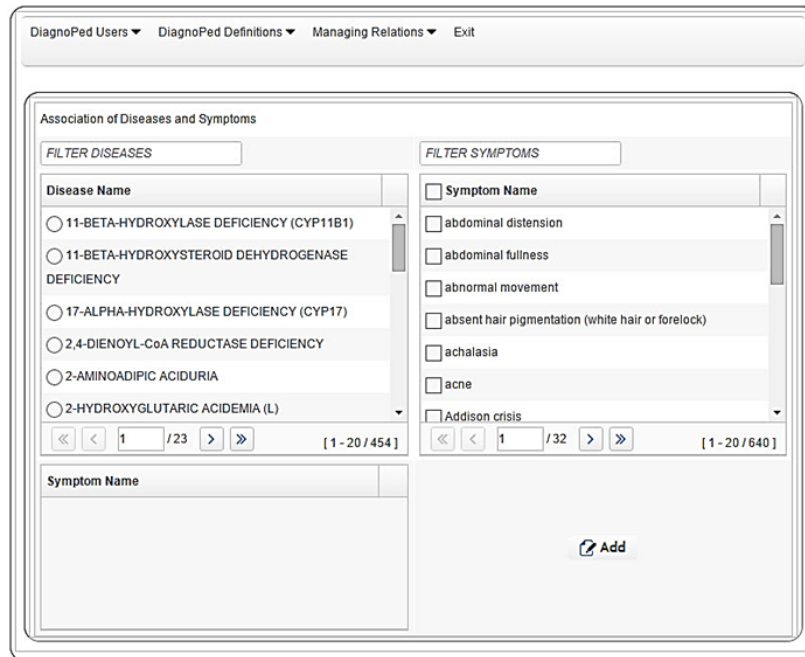 DiagnoPed Users DiagnoPed Definitions Managing Relations Exit
Association of Diseases and Symptoms
FILTER DISEASES
Disease Name
11-BETA-HYDROXYLASE DEFICIENCY (CYP11B1)
11-BETA-HYDROXYSTEROID DEHYDROGENASE
DEFICIENCY
17-ALPHA-HYDROXYLASE DEFICIENCY (CYP17)
2,4-DIENOYL-CoA REDUCTASE DEFICIENCY
2-AMINOADIPIC ACIDURIA
2-HYDROXYGLUTARIC ACIDEMIA (L)
1 / 23 [ 1 - 20 / 454 ]
FILTER SYMPTOMS
Symptom Name
abdominal distension
abdominal fullness
abnormal movement
absent hair pigmentation (white hair or forelock)
achalasia
acne
Addison crisis
1 / 32 [ 1 - 20 / 640 ]
Symptom Name
Add